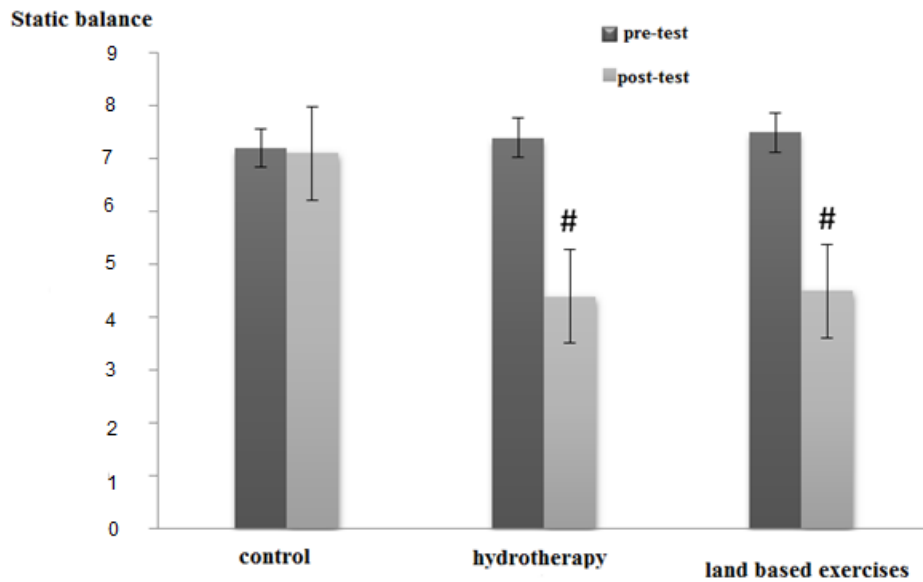 Static balance
pre-test
post-test
9
8
7
6
5
4
3
2
1
0
#
#
control
hydrotherapy
land based exercises